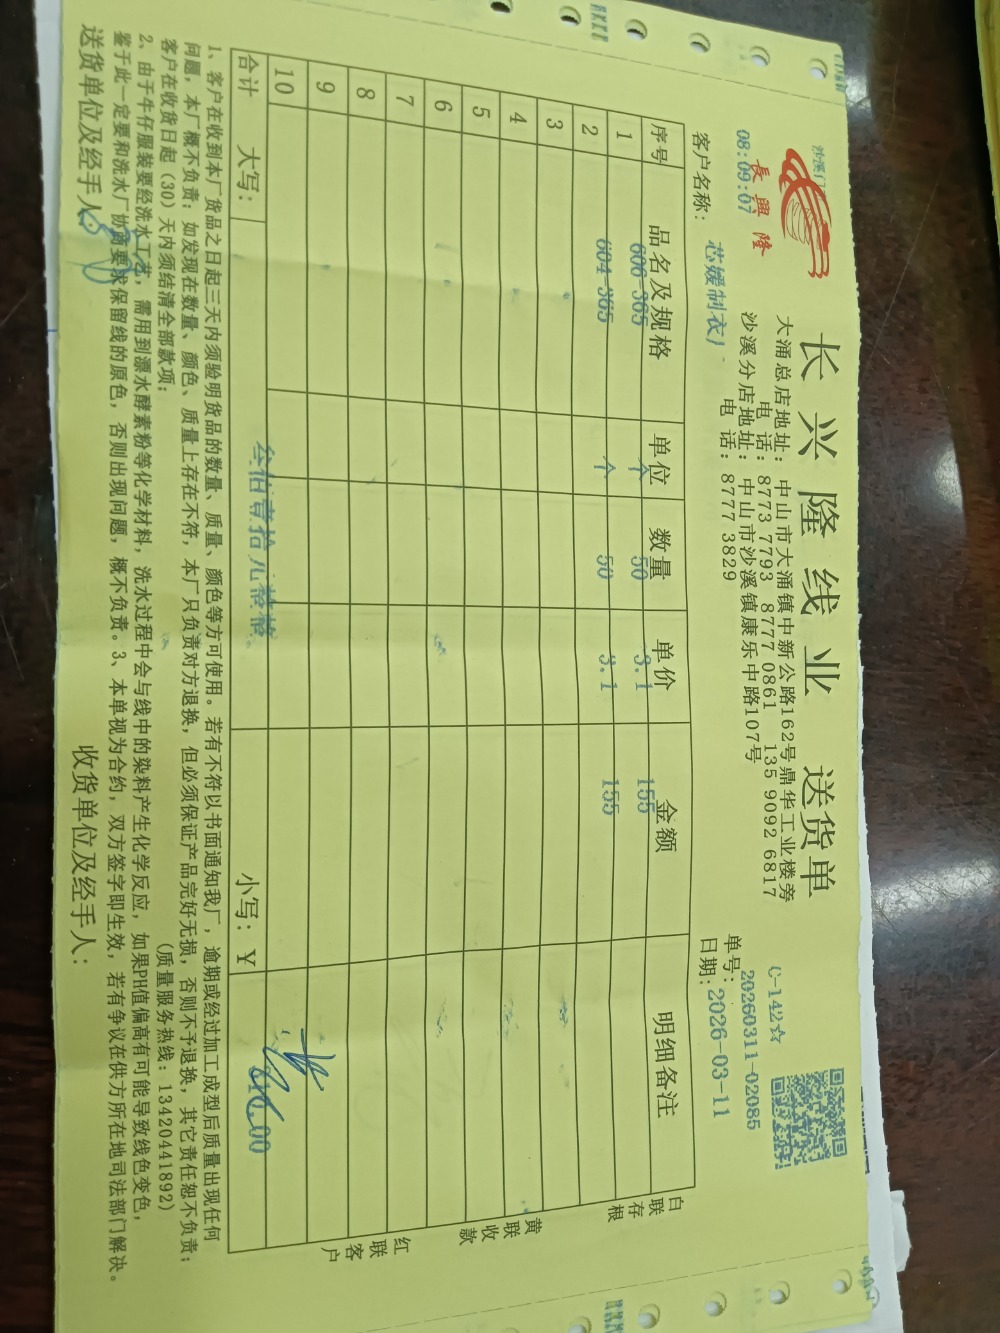 长兴隆线业 送货单
沙溪门
長興隆
08:09:07
大涌总店地址: 中山市大涌镇中新公路162号鼎华工业楼旁
电 话: 8773 7793 8777 0861 135 9092 6817
沙溪分店地址: 中山市沙溪镇康乐中路107号
电 话: 8777 3829
C-142☆
单号: 20260311-02085
日期: 2026-03-11
客户名称: 芯媛制衣厂
序号 品名及规格 单位 数量 单价 金额 明细备注
1 606-365 个 50 3.1 155
2 604-365 个 50 3.1 155
3
4
5
6
7
8
9
10
合计 大写: 叁佰壹拾元整 小写: ¥ 310.00
白联存根
黄联收款
红联客户
1、客户在收到本厂货品之日起三天内须验明货品的数量、质量、颜色等方可使用。若有不符以书面通知我厂, 逾期或经过加工成型后质量出现任何
问题, 本厂概不负责; 如发现在数量、颜色、质量上存在不符, 本厂只负责对方退换, 但必须保证产品完好无损, 否则不予退换, 其它责任恕不负责;
客户在收货日起 (30) 天内须结清全部款项; (质量服务热线: 13420441892)
2、由于牛仔服装要经洗水工艺, 需用到漂水酵素粉等化学材料, 洗水过程中会与线中的染料产生化学反应, 如果PH值偏高有可能导致线色变色,
鉴于此一定要和洗水厂协商要求保留线的原色, 否则出现问题, 概不负责。3、本单视为合约, 双方签字即生效, 若有争议在供方所在地司法部门解决。
送货单位及经手人: 收货单位及经手人: